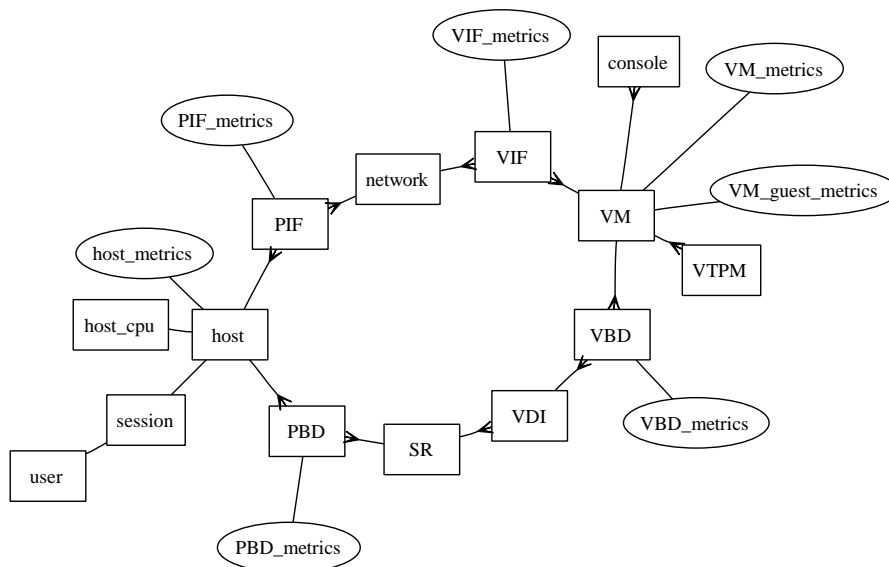 VIF_metrics
console
VM_metrics
PIF_metrics
VIF
network
VM_guest_metrics
VM
PIF
host_metrics
VTPM
host_cpu
host
VBD
session
VDI
VBD_metrics
PBD
SR
user
PBD_metrics